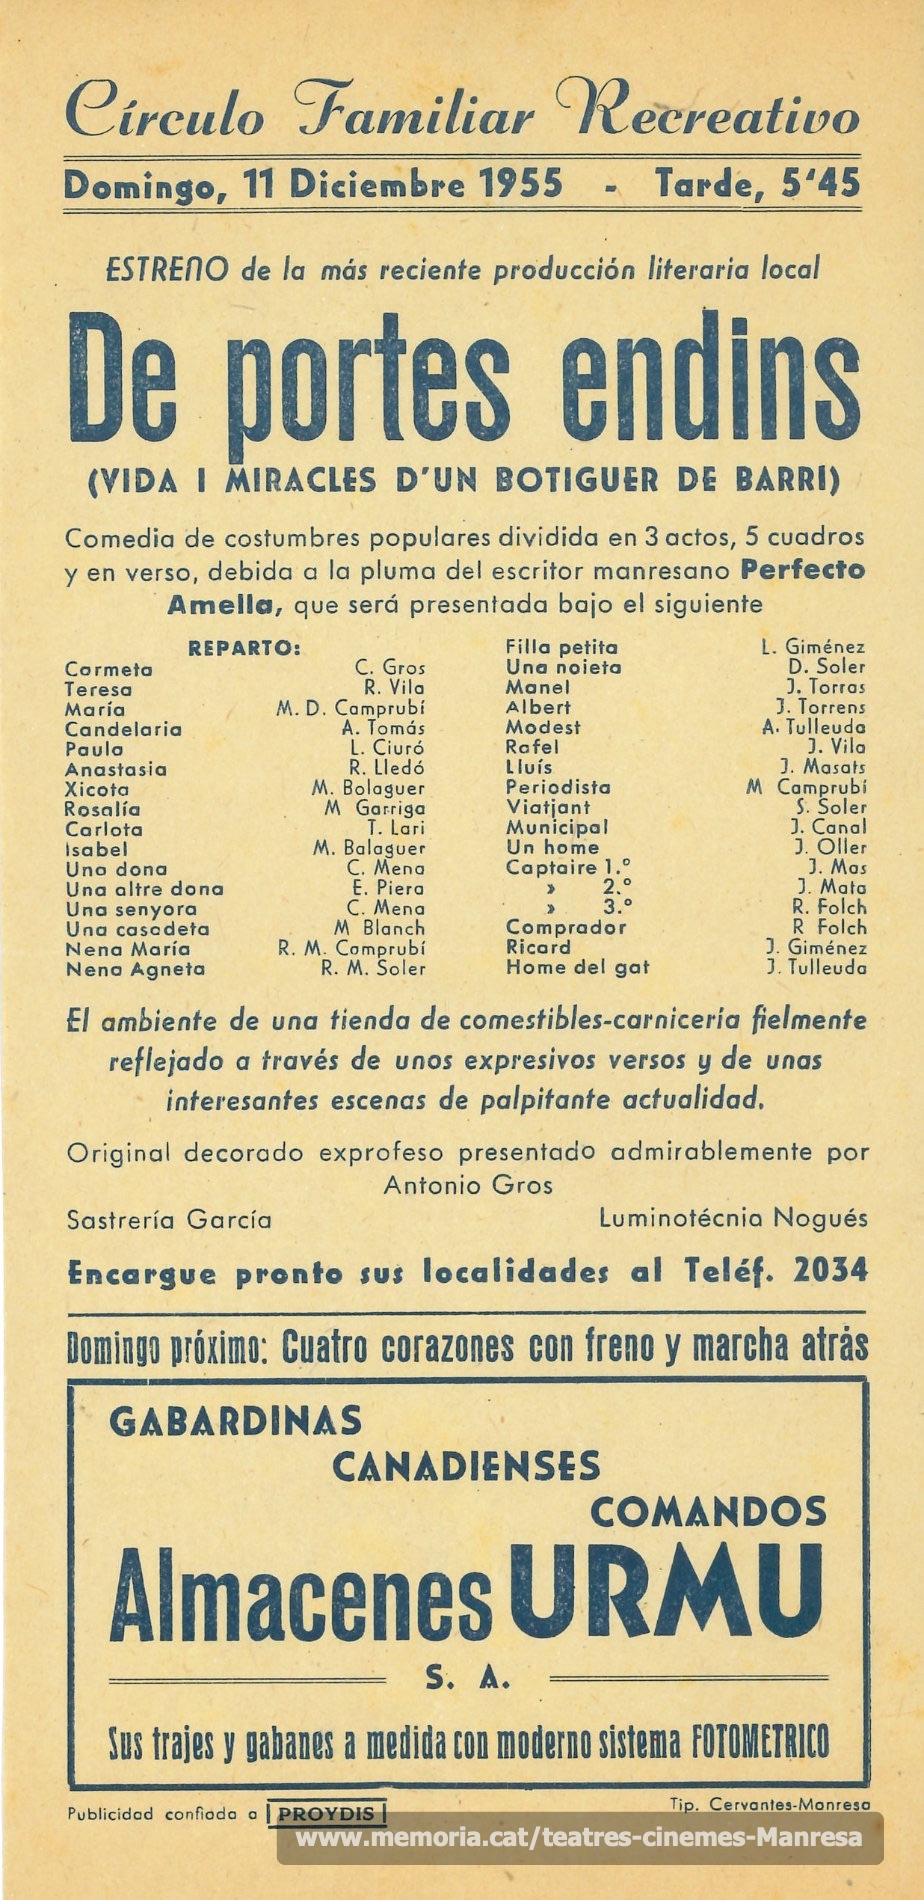 Círculo Familiar Recreativo
Domingo, 11 Diciembre 1955 - Tarde, 5'45
ESTRENO de la más reciente producción literaria local
De portes endins
(VIDA I MIRACLES D'UN BOTIGUER DE BARRI)
Comedia de costumbres populares dividida en 3 actos, 5 cuadros
y en verso, debida a la pluma del escritor manresano Perfecto
Amella, que será presentada bajo el siguiente
REPARTO:
Carmeta C. Gros
Teresa R. Vila
María M. D. Camprubí
Candelaria A. Tomás
Paula L. Ciuró
Anastasia R. Lledó
Xicota M. Bolaguer
Rosalía M Garriga
Carlota T. Lari
Isabel M. Balaguer
Una dona C. Mena
Una altre dona E. Piera
Una senyora C. Mena
Una casadeta M Blanch
Nena María R. M. Camprubí
Nena Agneta R. M. Soler
Filla petita L. Giménez
Una noieta D. Soler
Manel J. Torras
Albert J. Torrens
Modest A. Tulleuda
Rafel J. Vila
Lluís J. Masats
Periodista M Camprubí
Viatjant S. Soler
Municipal J. Canal
Un home J. Oller
Captaire 1.º J. Mas
» 2.º J. Mata
» 3.º R. Folch
Comprador R Folch
Ricard J. Giménez
Home del gat J. Tulleuda
El ambiente de una tienda de comestibles-carnicería fielmente
reflejado a través de unos expresivos versos y de unas
interesantes escenas de palpitante actualidad.
Original decorado exprofeso presentado admirablemente por
Antonio Gros
Sastrería García Luminotécnia Nogués
Encargue pronto sus localidades al Teléf. 2034
Domingo próximo: Cuatro corazones con freno y marcha atrás
GABARDINAS
CANADIENSES
COMANDOS
Almacenes URMU
S. A.
Sus trajes y gabanes a medida con moderno sistema FOTOMETRICO
Publicidad confiada a PROYDIS
Tip. Cervantes-Manresa
www.memoria.cat/teatres-cinemes-Manresa